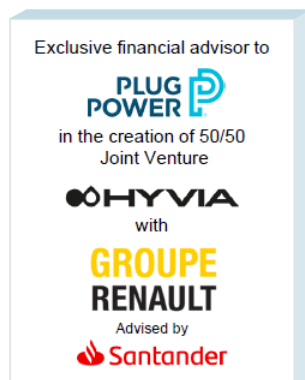 Exclusive financial advisor to
PLUG
POWER
in the creation of 50/50
Joint Venture
HYVIA
with
GROUPE
RENAULT
Advised by
Santander